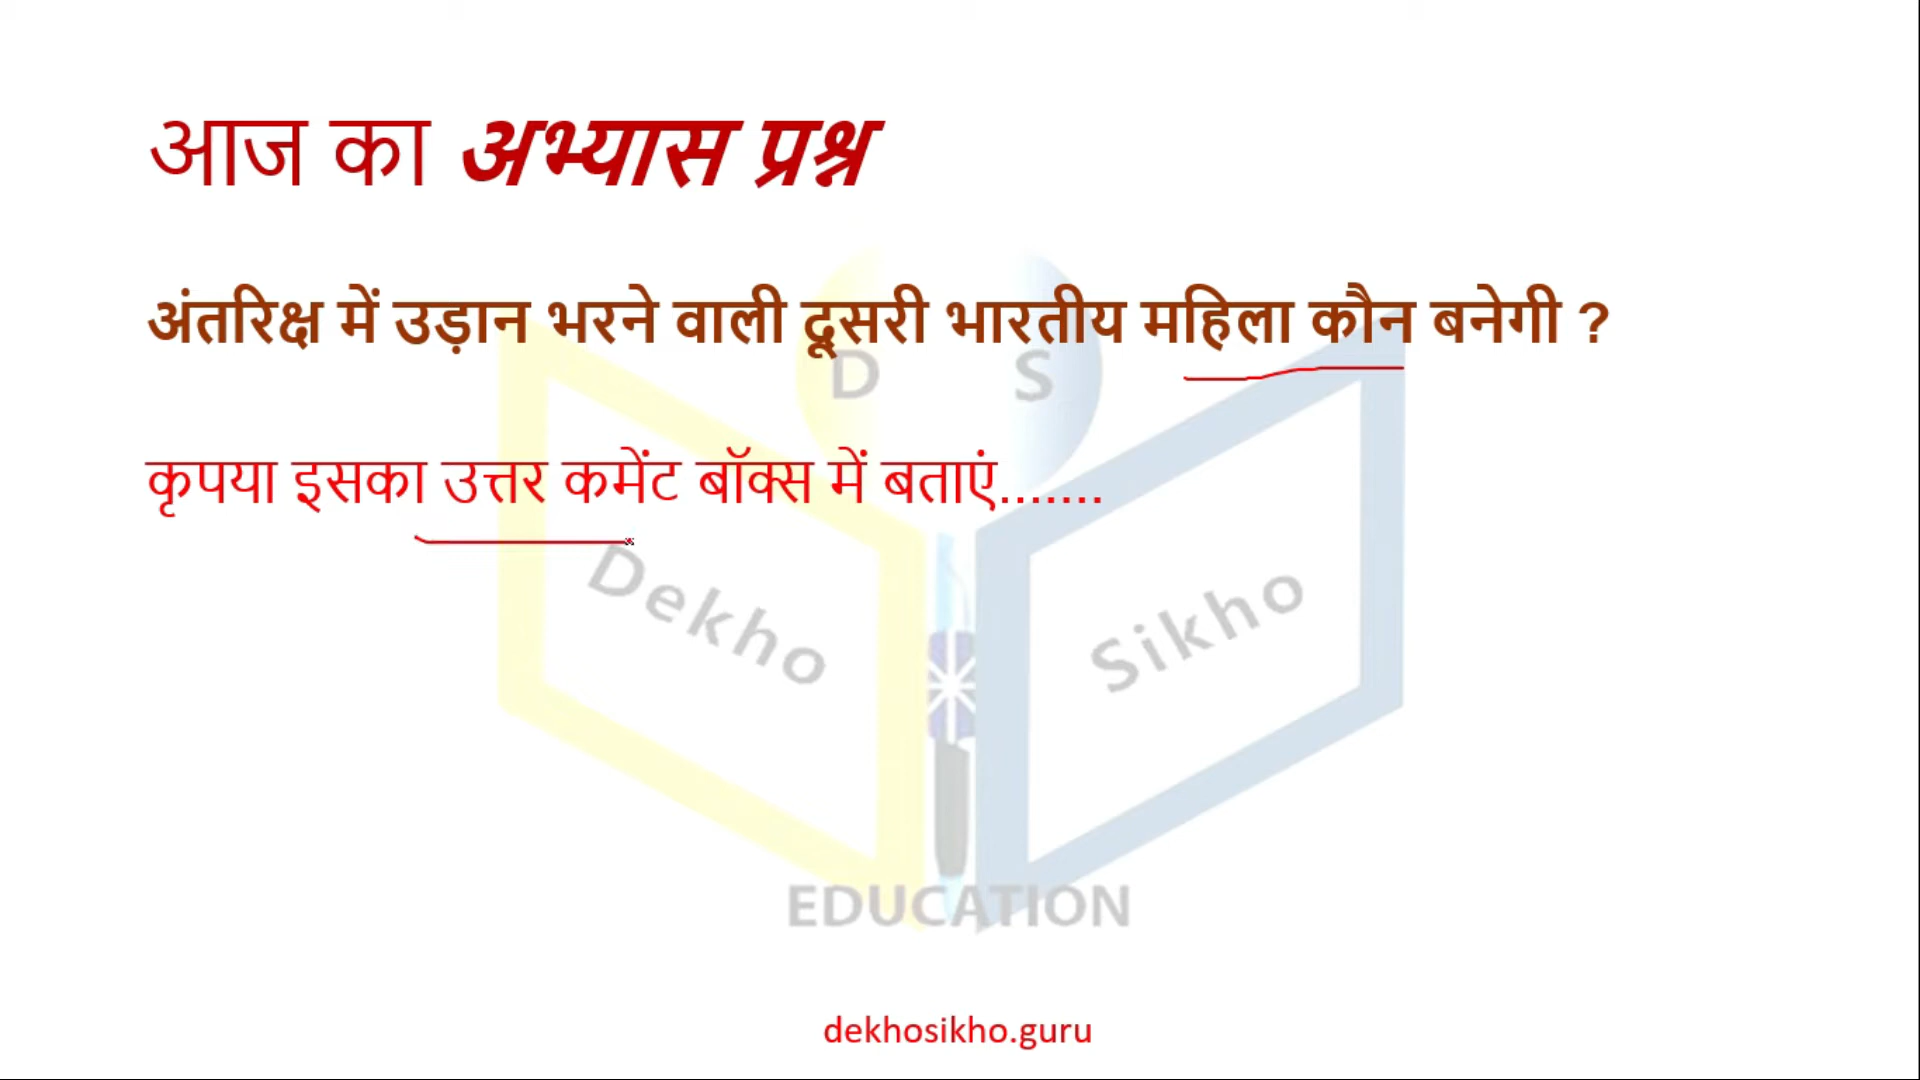 आज का अभ्यास प्रश्न
अंतरिक्ष में उड़ान भरने वाली दूसरी भारतीय महिला कौन बनेगी ?
D S
कृपया इसका उत्तर कमेंट बॉक्स में बताएं.......
Dekho Sikho
EDUCATION
dekhosikho.guru